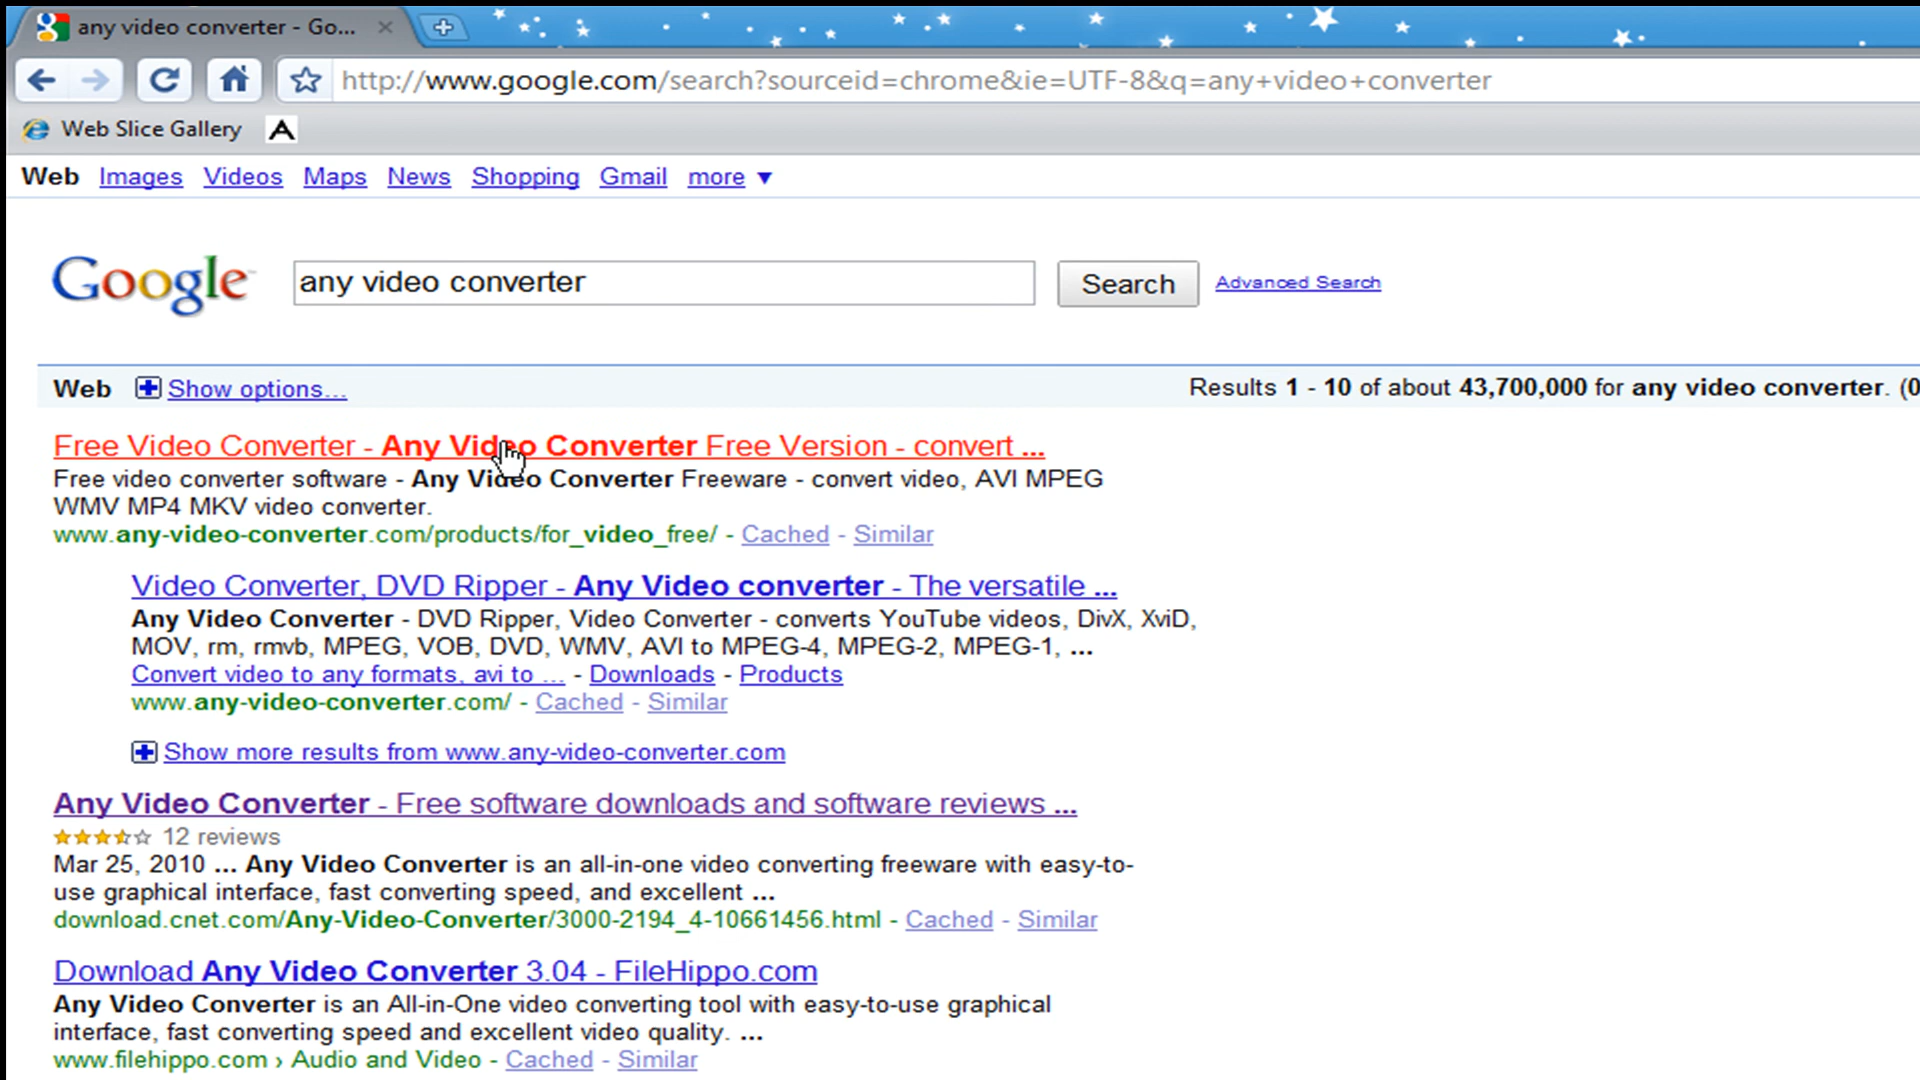 any video converter - Go...
http://www.google.com/search?sourceid=chrome&ie=UTF-8&q=any+video+converter
Web Slice Gallery A
Web Images Videos Maps News Shopping Gmail more ▼
Google any video converter Search Advanced Search
Web Show options... Results 1 - 10 of about 43,700,000 for any video converter. (0
Free Video Converter - Any Video Converter Free Version - convert ...
Free video converter software - Any Video Converter Freeware - convert video, AVI MPEG
WMV MP4 MKV video converter.
www.any-video-converter.com/products/for_video_free/ - Cached - Similar
Video Converter, DVD Ripper - Any Video converter - The versatile ...
Any Video Converter - DVD Ripper, Video Converter - converts YouTube videos, DivX, XviD,
MOV, rm, rmvb, MPEG, VOB, DVD, WMV, AVI to MPEG-4, MPEG-2, MPEG-1, ...
Convert video to any formats, avi to ... - Downloads - Products
www.any-video-converter.com/ - Cached - Similar
Show more results from www.any-video-converter.com
Any Video Converter - Free software downloads and software reviews ...
12 reviews
Mar 25, 2010 ... Any Video Converter is an all-in-one video converting freeware with easy-to-
use graphical interface, fast converting speed, and excellent ...
download.cnet.com/Any-Video-Converter/3000-2194_4-10661456.html - Cached - Similar
Download Any Video Converter 3.04 - FileHippo.com
Any Video Converter is an All-in-One video converting tool with easy-to-use graphical
interface, fast converting speed and excellent video quality. ...
www.filehippo.com › Audio and Video - Cached - Similar